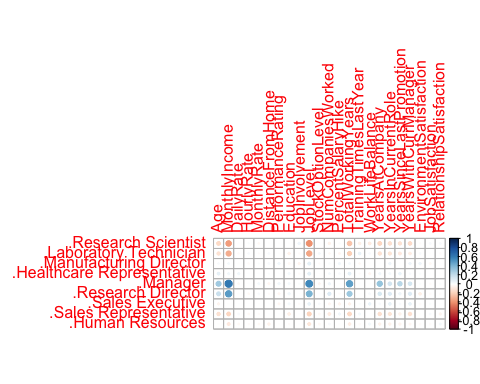 Age
MonthlyIncome
DailyRate
HourlyRate
MonthlyRate
DistanceFromHome
PerformanceRating
Education
JobInvolvement
JobLevel
StockOptionLevel
NumCompaniesWorked
PercentSalaryHike
TotalWorkingYears
TrainingTimesLastYear
WorkLifeBalance
YearsAtCompany
YearsInCurrentRole
YearsSinceLastPromotion
YearsWithCurrManager
EnvironmentSatisfaction
JobSatisfaction
RelationshipSatisfaction
.Research Scientist
.Laboratory Technician
.Manufacturing Director
.Healthcare Representative
.Manager
.Research Director
.Sales Executive
.Sales Representative
.Human Resources
1
0.8
0.6
0.4
0.2
0
-0.2
-0.4
-0.6
-0.8
-1